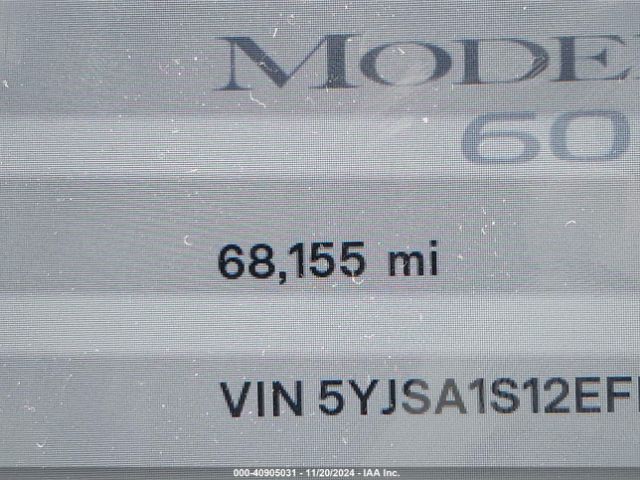 MODE
60
68,155 mi
VIN 5YJSA1S12EF
000-40905031 - 11/20/2024 - IAA Inc.